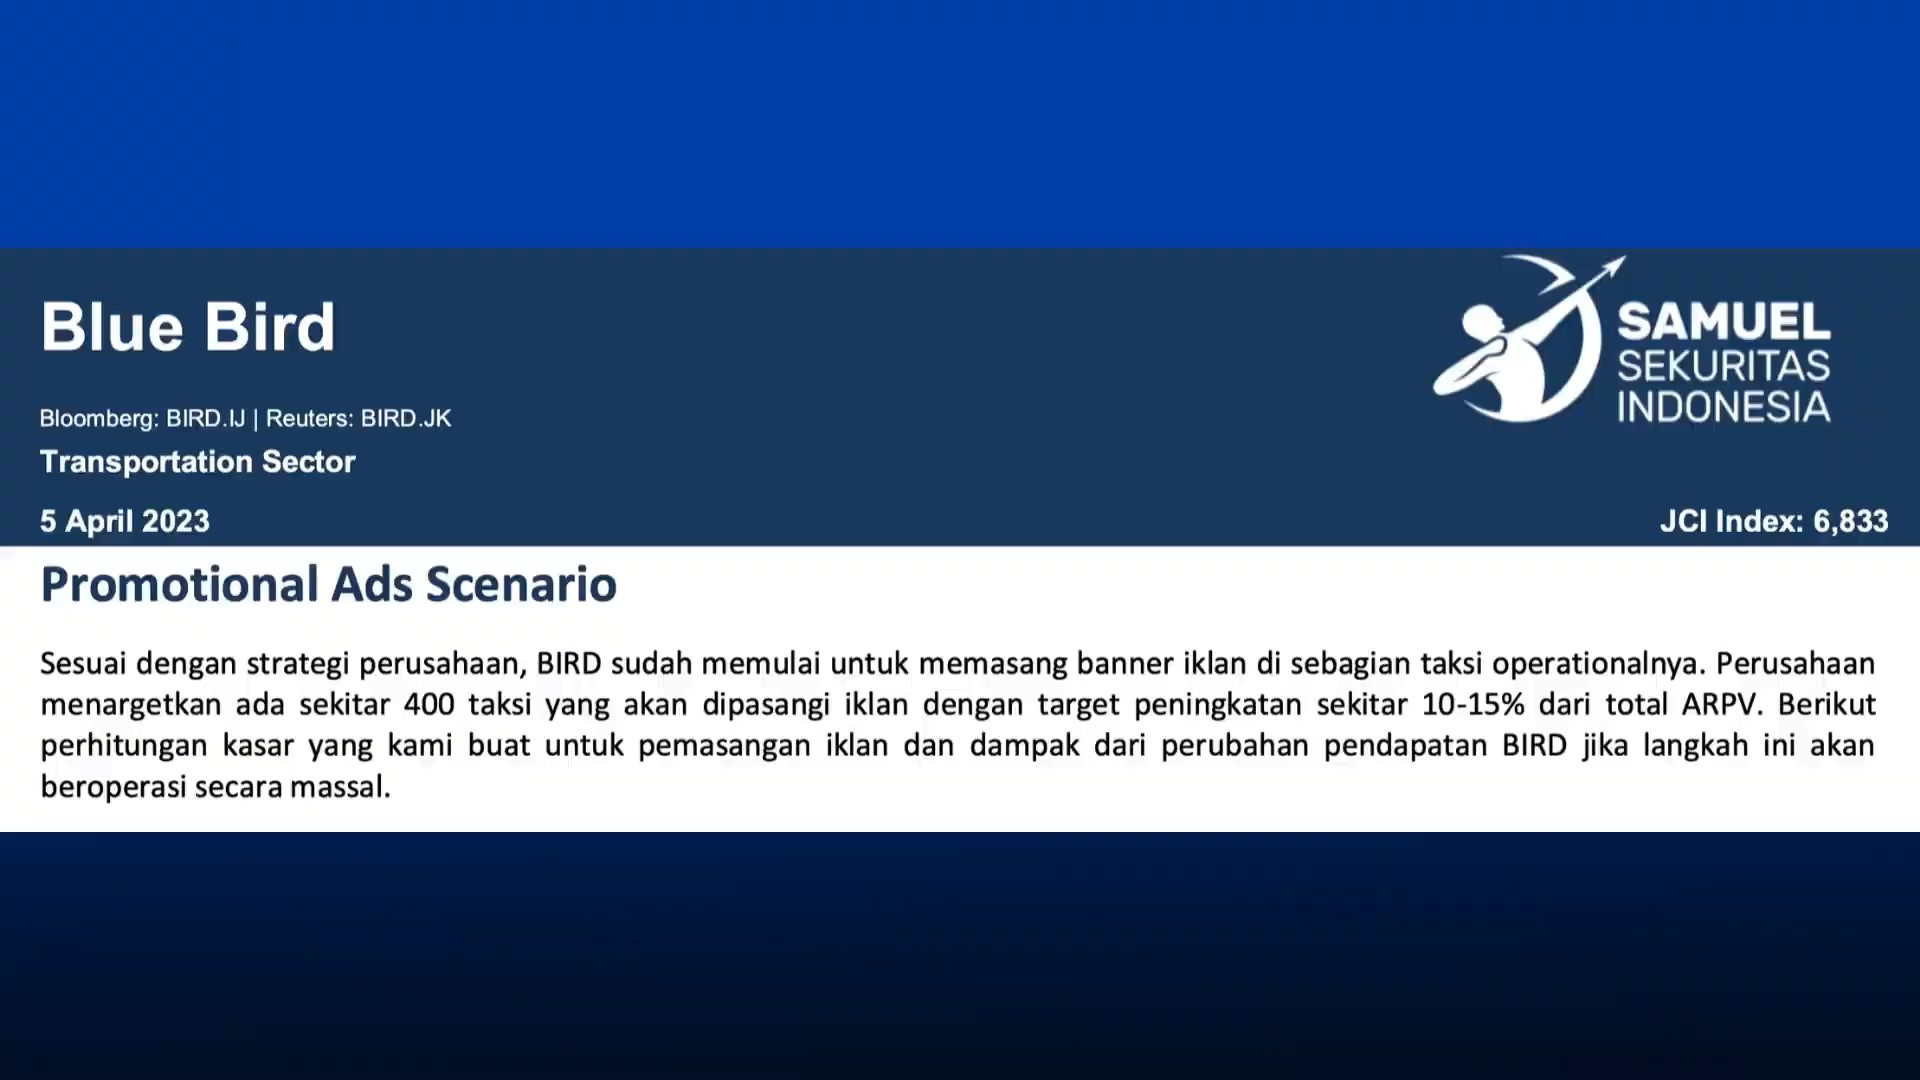 Blue Bird
SAMUEL
SEKURITAS
INDONESIA
Bloomberg: BIRD.IJ | Reuters: BIRD.JK
Transportation Sector
5 April 2023
JCI Index: 6,833
Promotional Ads Scenario
Sesuai dengan strategi perusahaan, BIRD sudah memulai untuk memasang banner iklan di sebagian taksi operationalnya. Perusahaan
menargetkan ada sekitar 400 taksi yang akan dipasangi iklan dengan target peningkatan sekitar 10-15% dari total ARPV. Berikut
perhitungan kasar yang kami buat untuk pemasangan iklan dan dampak dari perubahan pendapatan BIRD jika langkah ini akan
beroperasi secara massal.